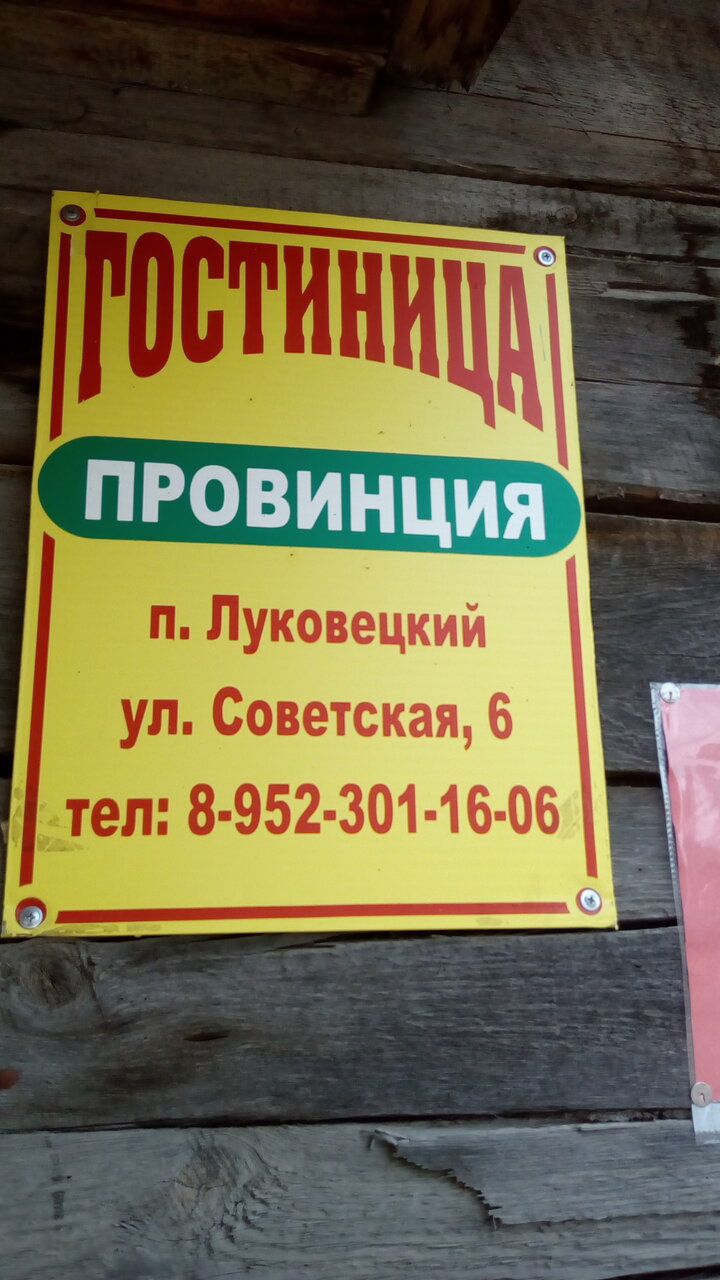 ГОСТИНИЦА
ПРОВИНЦИЯ
п. Луковецкий
ул. Советская, 6
тел: 8-952-301-16-06